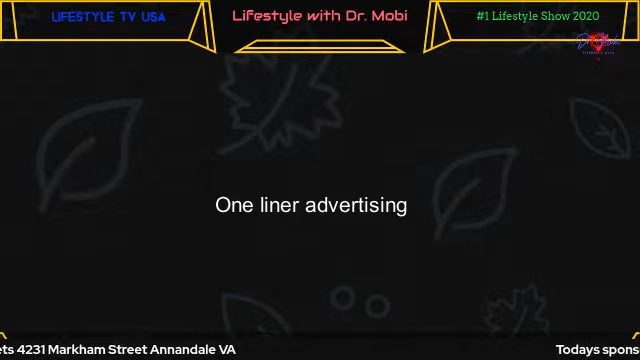 LIFESTYLE TV USA
Lifestyle with Dr. Mobi
#1 Lifestyle Show 2020
One liner advertising
ets 4231 Markham Street Annandale VA
Todays spons